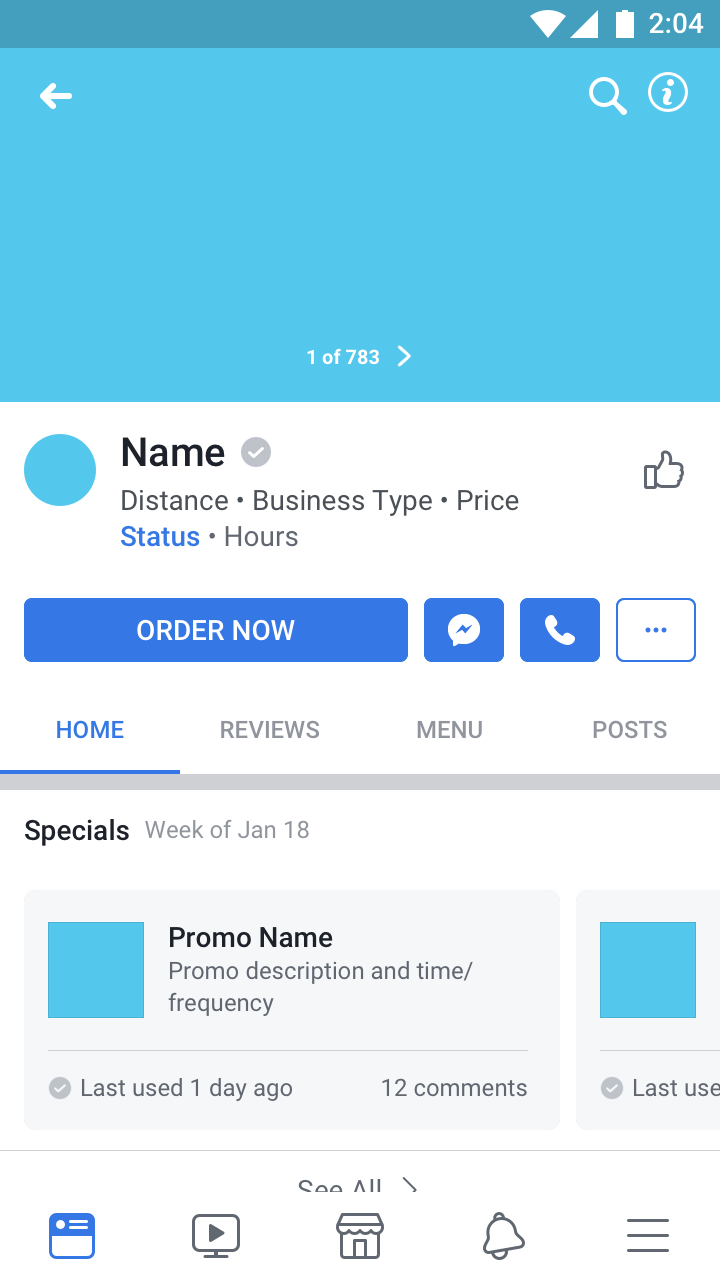 2:04
1 of 783
Name
Distance • Business Type • Price
Status • Hours
ORDER NOW
HOME REVIEWS MENU POSTS
Specials Week of Jan 18
Promo Name
Promo description and time/
frequency
Last used 1 day ago 12 comments
Last use
See All